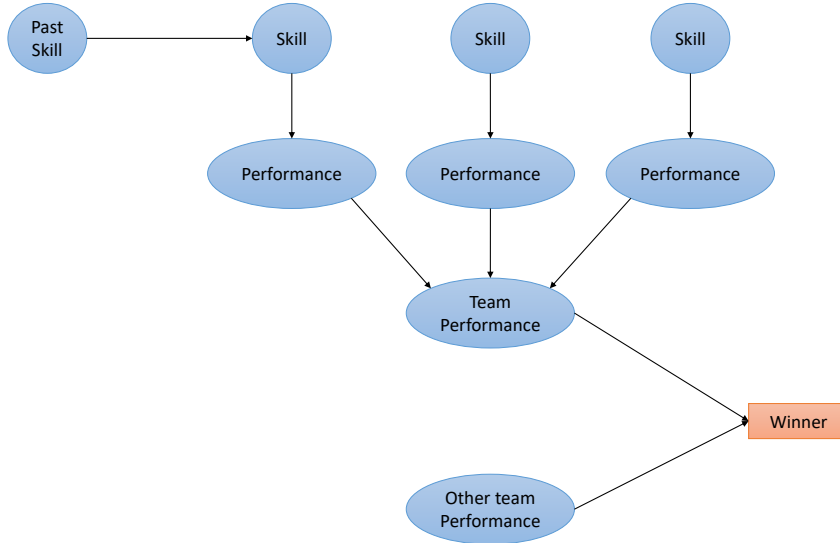 Past
Skill
Skill
Skill
Skill
Performance
Performance
Performance
Team
Performance
Winner
Other team
Performance